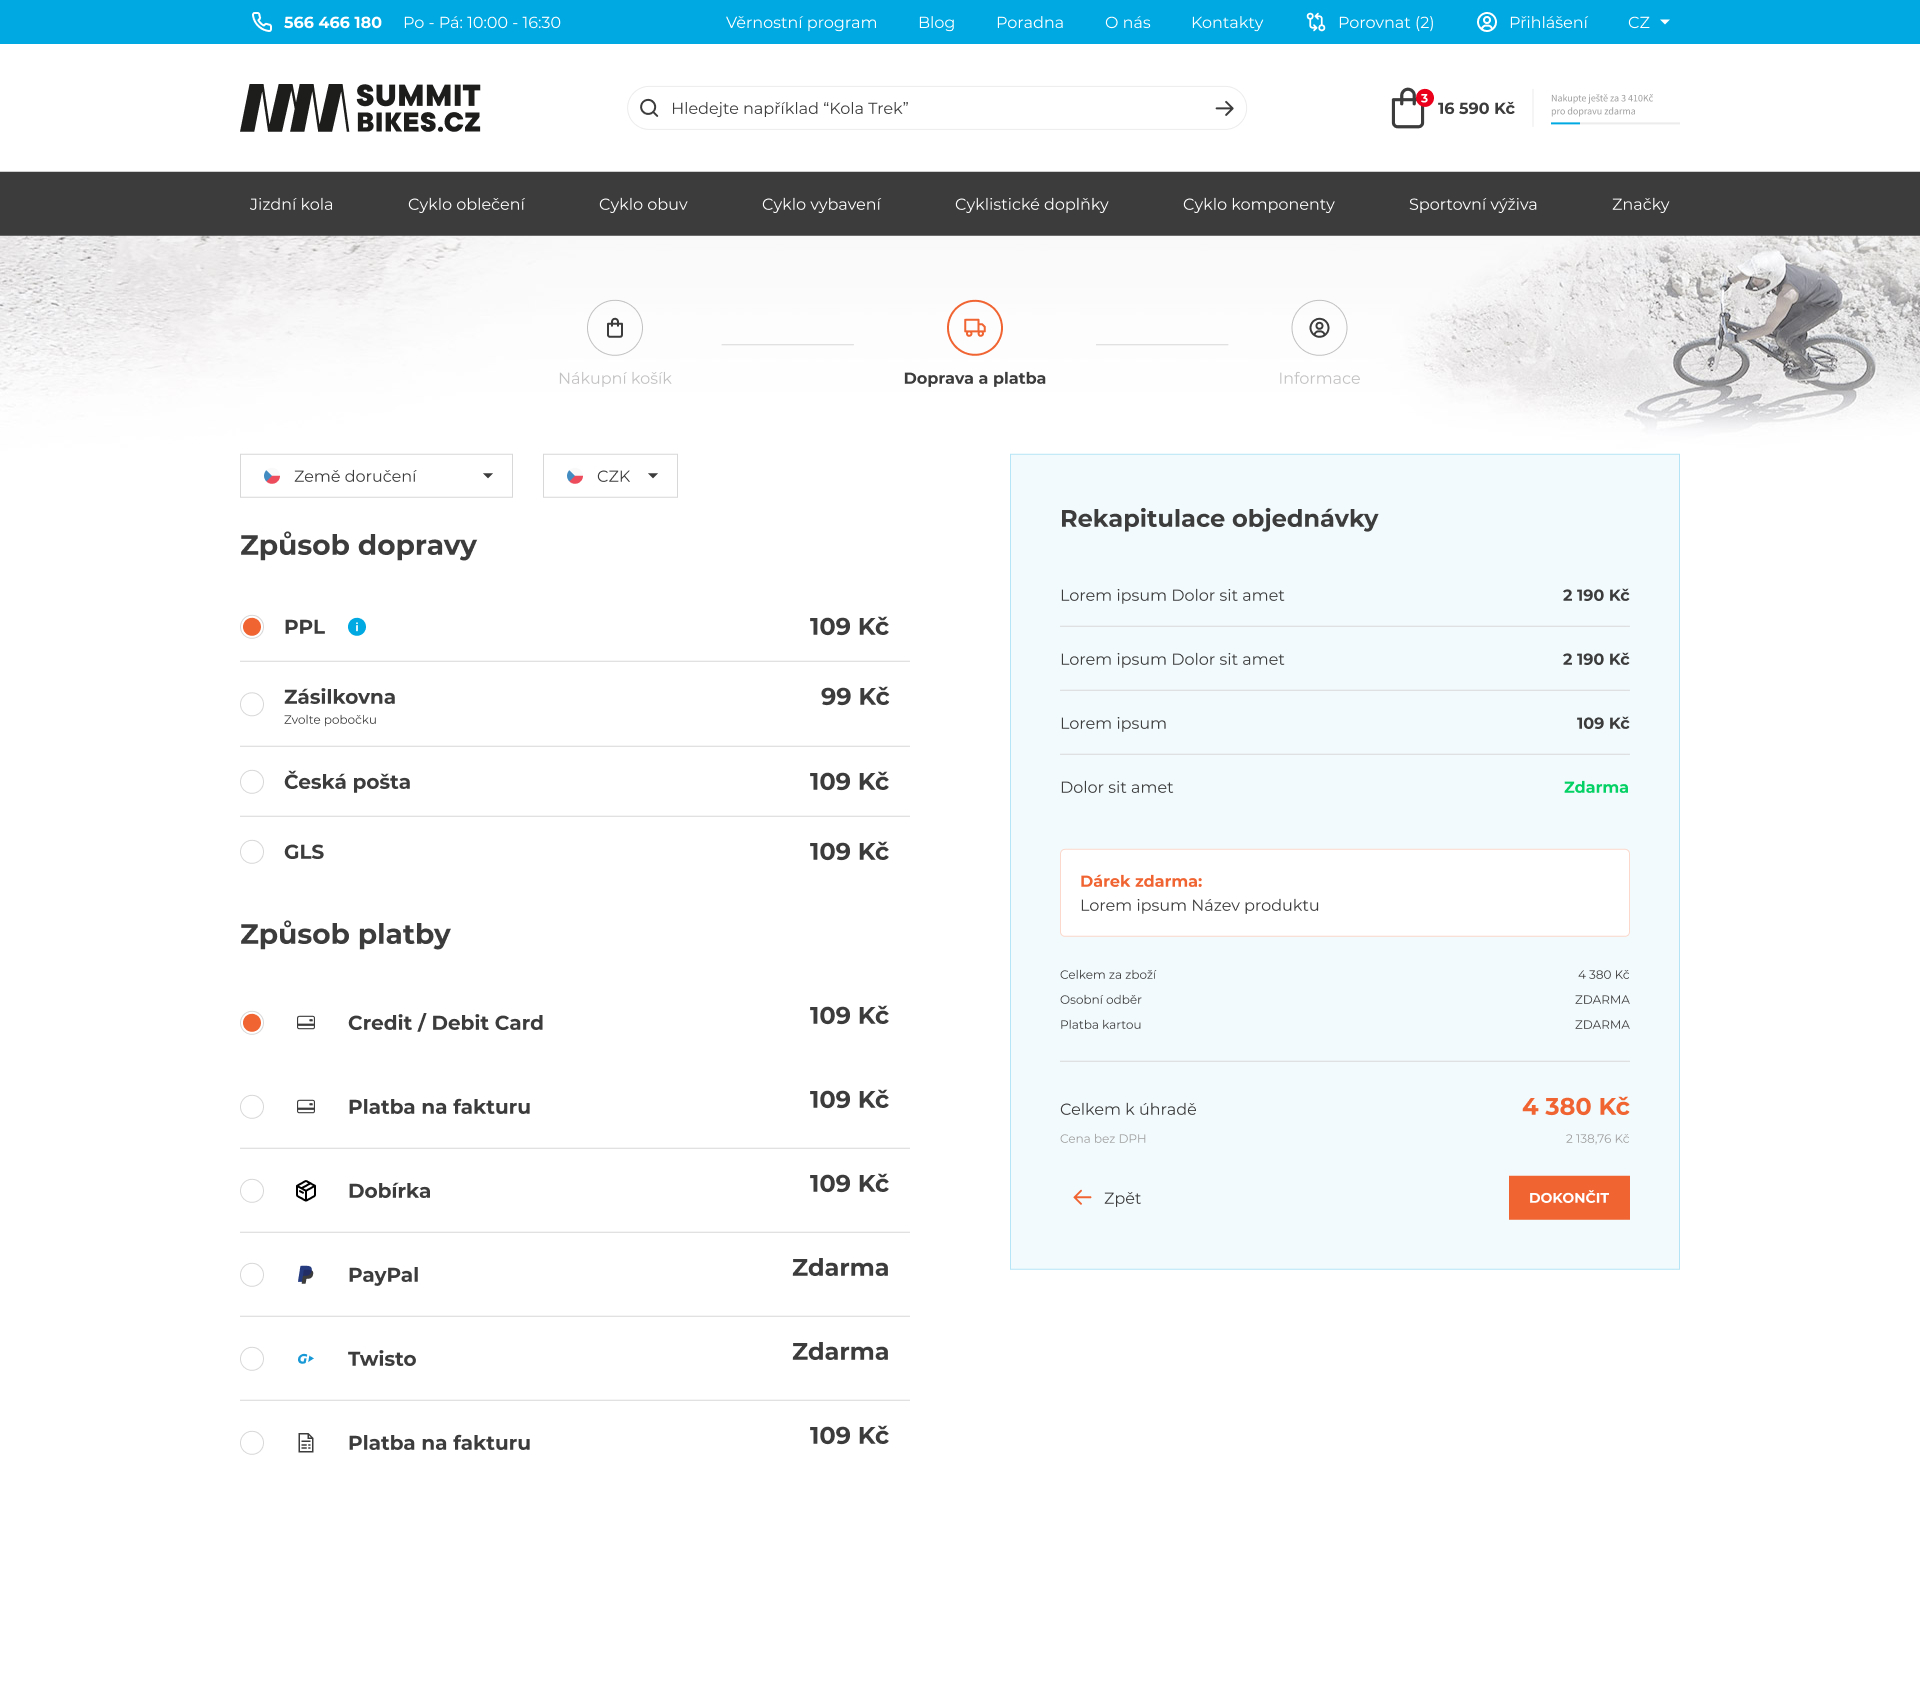 566 466 180 Po - Pá: 10:00 - 16:30 Věrnostní program Blog Poradna O nás Kontakty Porovnat (2) Přihlášení CZ
SUMMIT
BIKES.CZ
Hledejte například “Kola Trek”
3
16 590 Kč
Nakupte ještě za 3 410Kč
pro dopravu zdarma
Jizdní kola Cyklo oblečení Cyklo obuv Cyklo vybavení Cyklistické doplňky Cyklo komponenty Sportovní výživa Značky
Nákupní košík Doprava a platba Informace
Země doručení CZK
Způsob dopravy
PPL 109 Kč
Zásilkovna 99 Kč
Zvolte pobočku
Česká pošta 109 Kč
GLS 109 Kč
Způsob platby
Credit / Debit Card 109 Kč
Platba na fakturu 109 Kč
Dobírka 109 Kč
PayPal Zdarma
Twisto Zdarma
Platba na fakturu 109 Kč
Rekapitulace objednávky
Lorem ipsum Dolor sit amet 2 190 Kč
Lorem ipsum Dolor sit amet 2 190 Kč
Lorem ipsum 109 Kč
Dolor sit amet Zdarma
Dárek zdarma:
Lorem ipsum Název produktu
Celkem za zboží 4 380 Kč
Osobní odběr ZDARMA
Platba kartou ZDARMA
Celkem k úhradě 4 380 Kč
Cena bez DPH 2 138,76 Kč
Zpět DOKONČIT